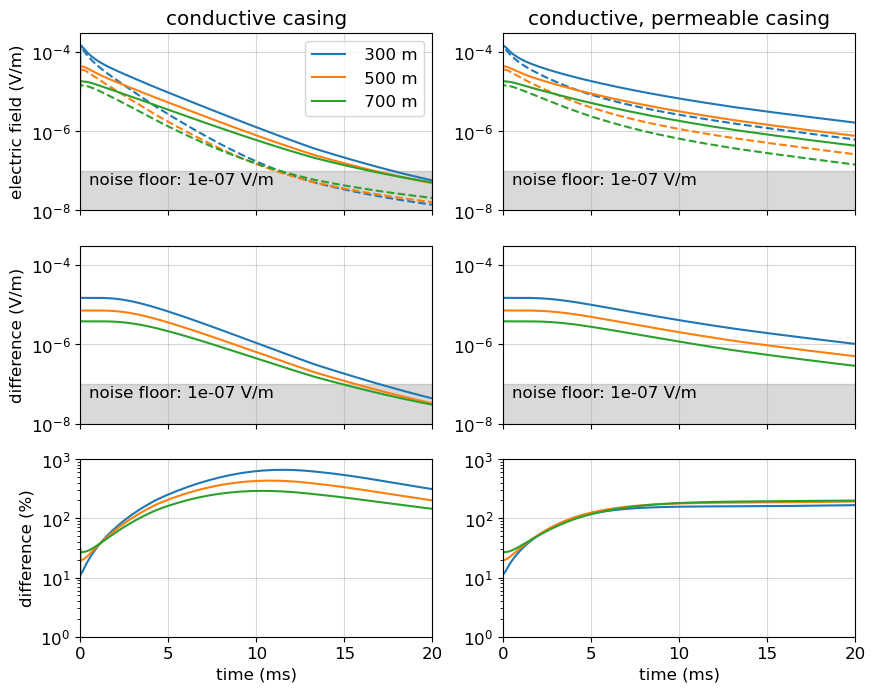 conductive casing
conductive, permeable casing
electric field (V/m)
10⁻⁴
10⁻⁶
10⁻⁸
300 m
500 m
700 m
noise floor: 1e-07 V/m
10⁻⁴
10⁻⁶
10⁻⁸
noise floor: 1e-07 V/m
difference (V/m)
10⁻⁴
10⁻⁶
10⁻⁸
noise floor: 1e-07 V/m
10⁻⁴
10⁻⁶
10⁻⁸
noise floor: 1e-07 V/m
difference (%)
10³
10²
10¹
10⁰
0 5 10 15 20
time (ms)
10³
10²
10¹
10⁰
0 5 10 15 20
time (ms)